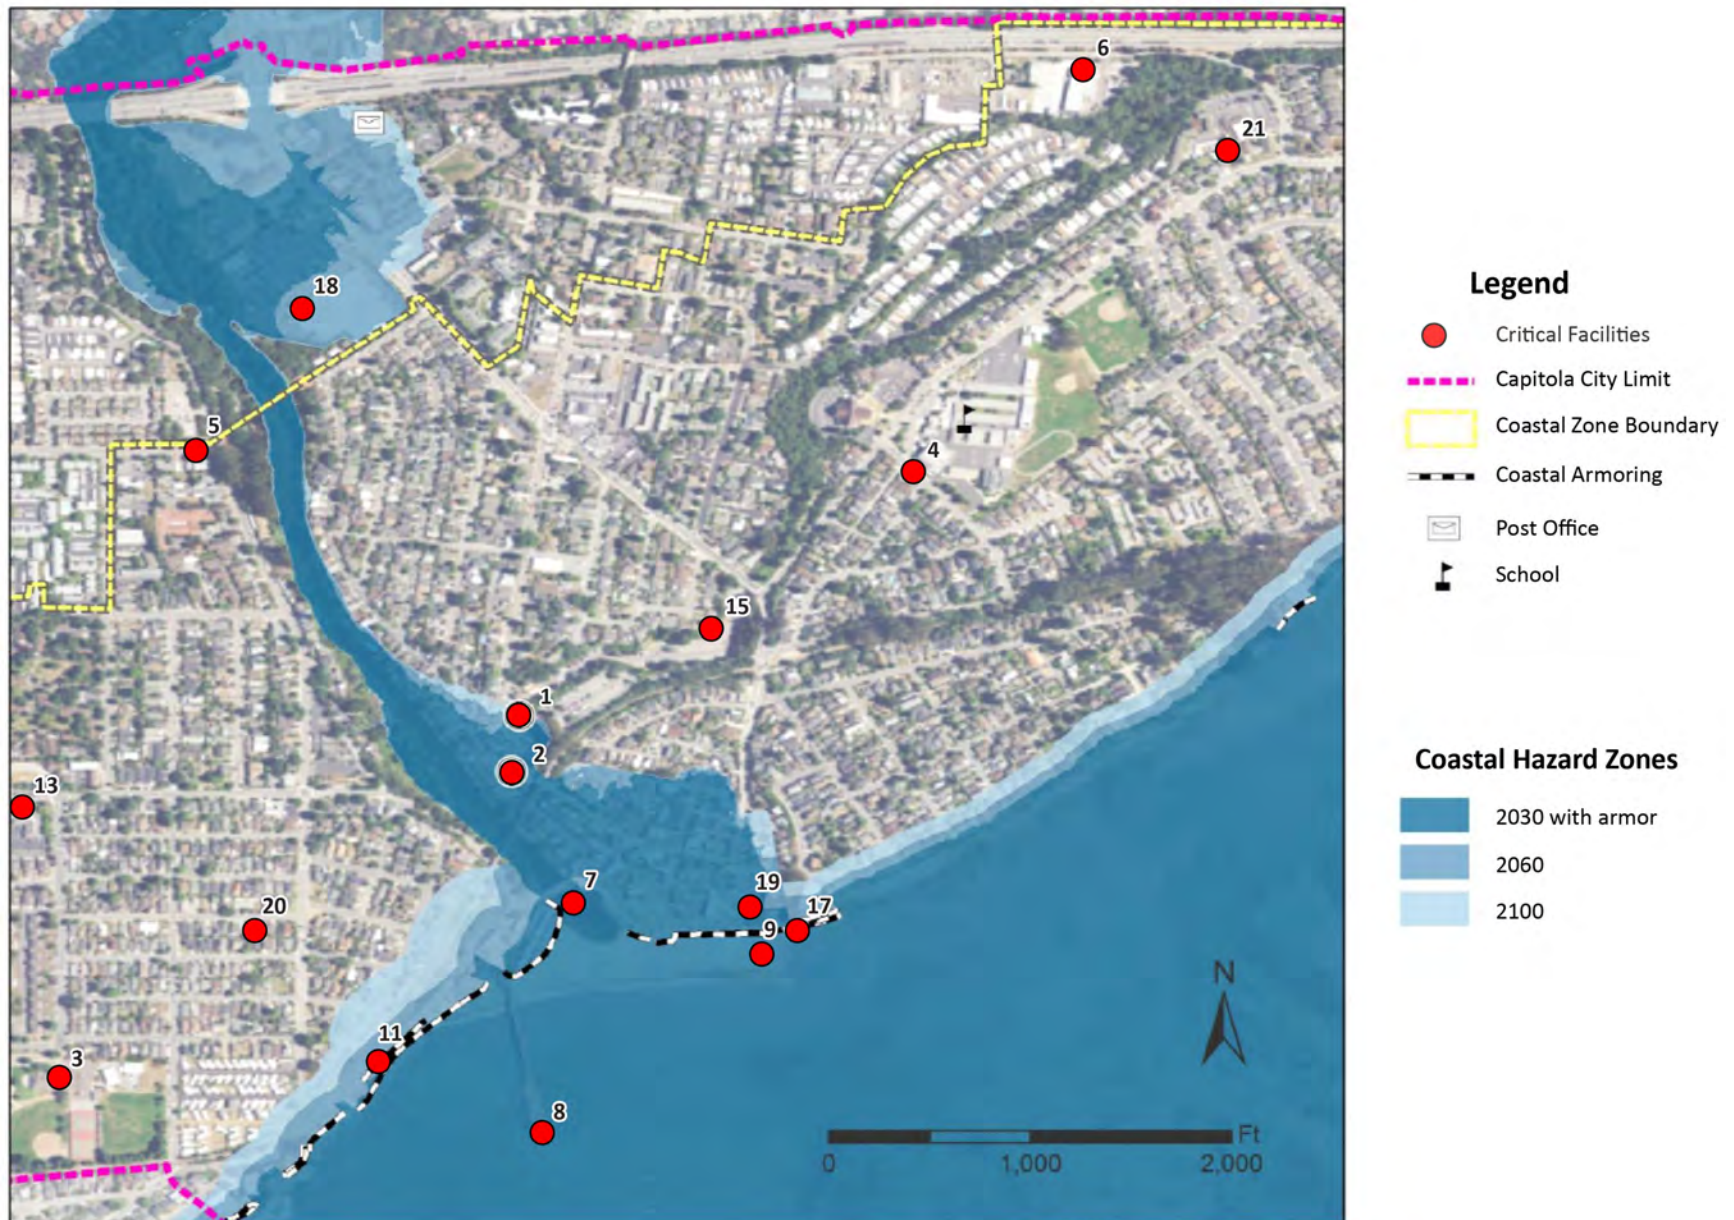 6
21
18
5
4
15
1
2
13
7
19
17
9
20
11
3
8
N
Ft
0 1,000 2,000
Legend
Critical Facilities
Capitola City Limit
Coastal Zone Boundary
Coastal Armoring
Post Office
School
Coastal Hazard Zones
2030 with armor
2060
2100